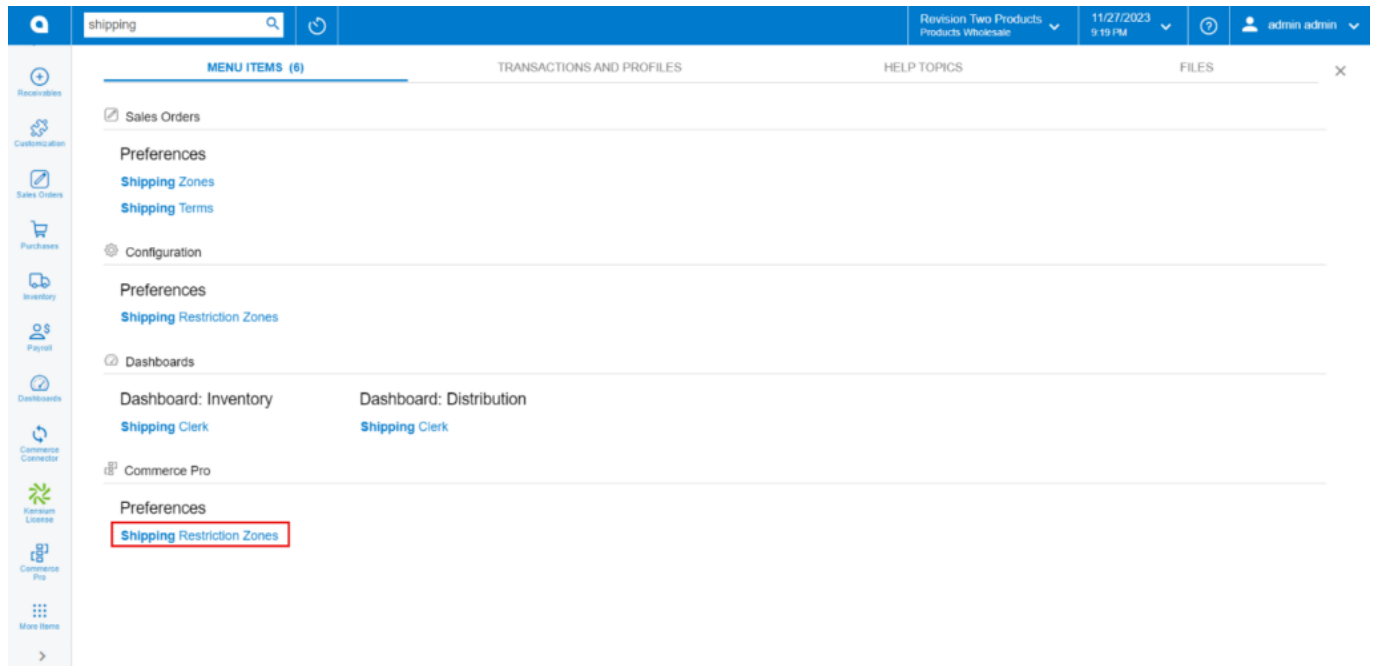 shipping
Revision Two Products
Products Wholesale
11/27/2023
9:19 PM
admin admin
MENU ITEMS (6)
TRANSACTIONS AND PROFILES
HELP TOPICS
FILES
Receivables
Customization
Sales Orders
Purchases
Inventory
Payroll
Dashboards
Commerce
Connector
Kensium
License
Commerce
Pro
More Items
Sales Orders
Preferences
Shipping Zones
Shipping Terms
Configuration
Preferences
Shipping Restriction Zones
Dashboards
Dashboard: Inventory
Dashboard: Distribution
Shipping Clerk
Shipping Clerk
Commerce Pro
Preferences
Shipping Restriction Zones